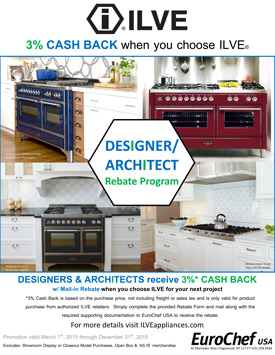 ILVE
3% CASH BACK when you choose ILVE®
DESIGNER/
ARCHITECT
Rebate Program
DESIGNERS & ARCHITECTS receive 3%* CASH BACK
w/ Mail-in Rebate when you choose ILVE for your next project
*3% Cash Back is based on the purchase price, not including freight or sales tax and is only valid for product
purchase from authorized ILVE retailers. Simply complete the provided Rebate Form and mail along with the
required supporting documentation to EuroChef USA to receive the rebate.
For more details visit ILVEappliances.com
Promotion valid March 1st, 2015 through December 31st, 2015
Excludes: Showroom Display or Closeout Model Purchases, Open Box & 'AS IS' merchandise
EuroChef USA